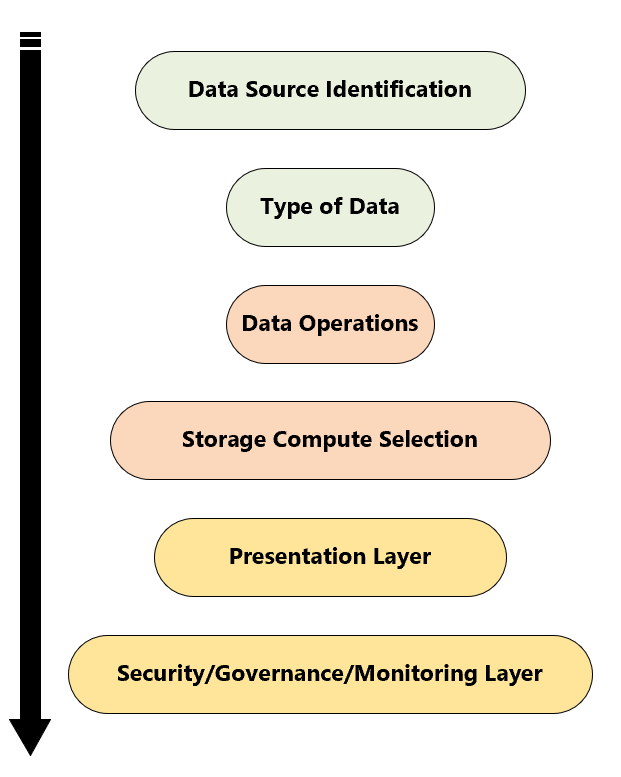 Data Source Identification
Type of Data
Data Operations
Storage Compute Selection
Presentation Layer
Security/Governance/Monitoring Layer